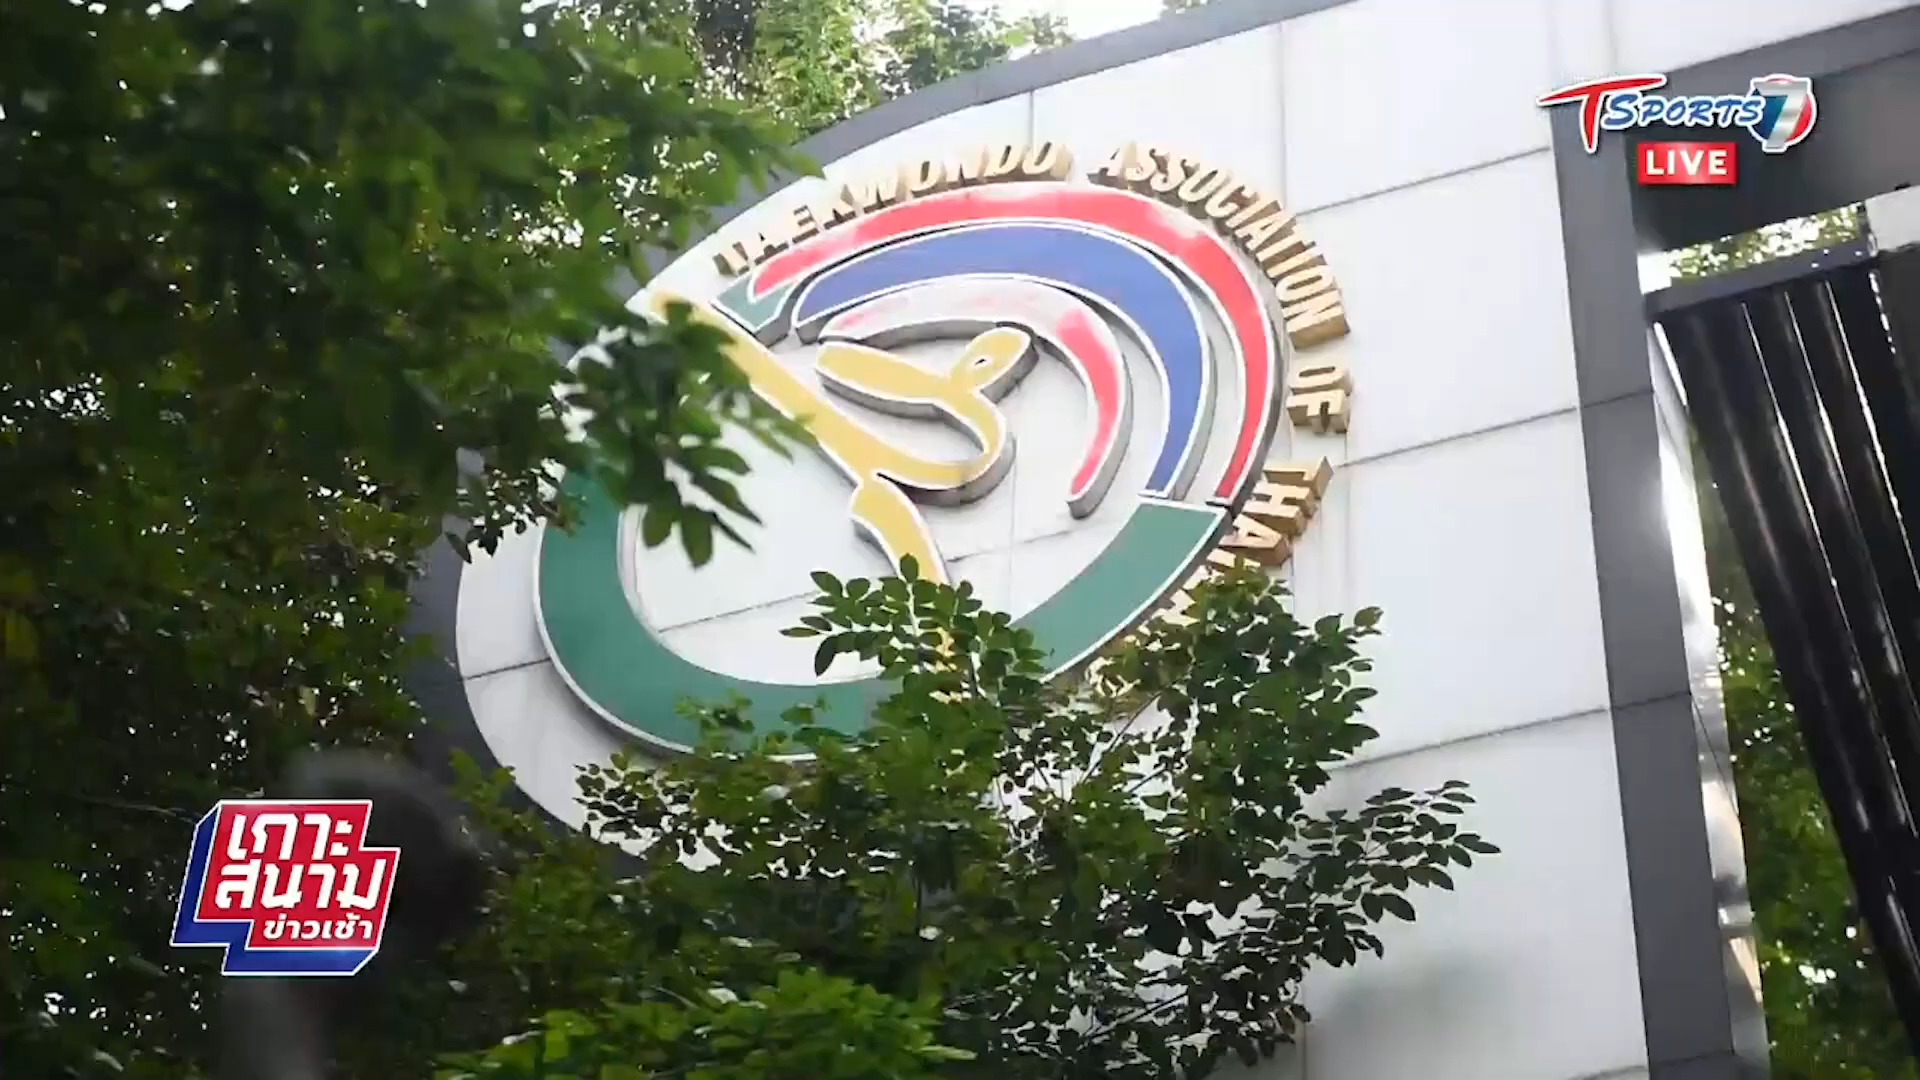 TSPORTS 7
LIVE
TAEKWONDO ASSOCIATION OF THAILAND
เกาะ
สนาม
ข่าวเช้า